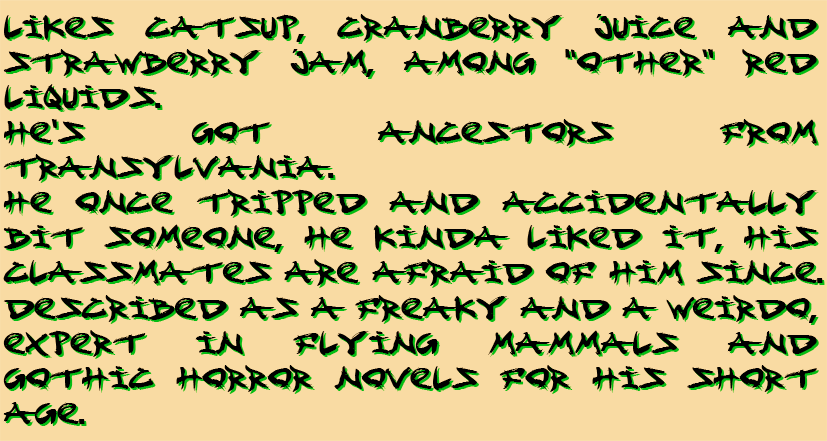 Likes catsup, cranberry juice and
strawberry jam, among "other" red
liquids.
He's got ancestors from
Transylvania.
He once tripped and accidentally
bit someone, he kinda liked it, his
classmates are afraid of him since.
Described as a freaky and a weirdo,
expert in flying mammals and
gothic horror novels for his short
age.